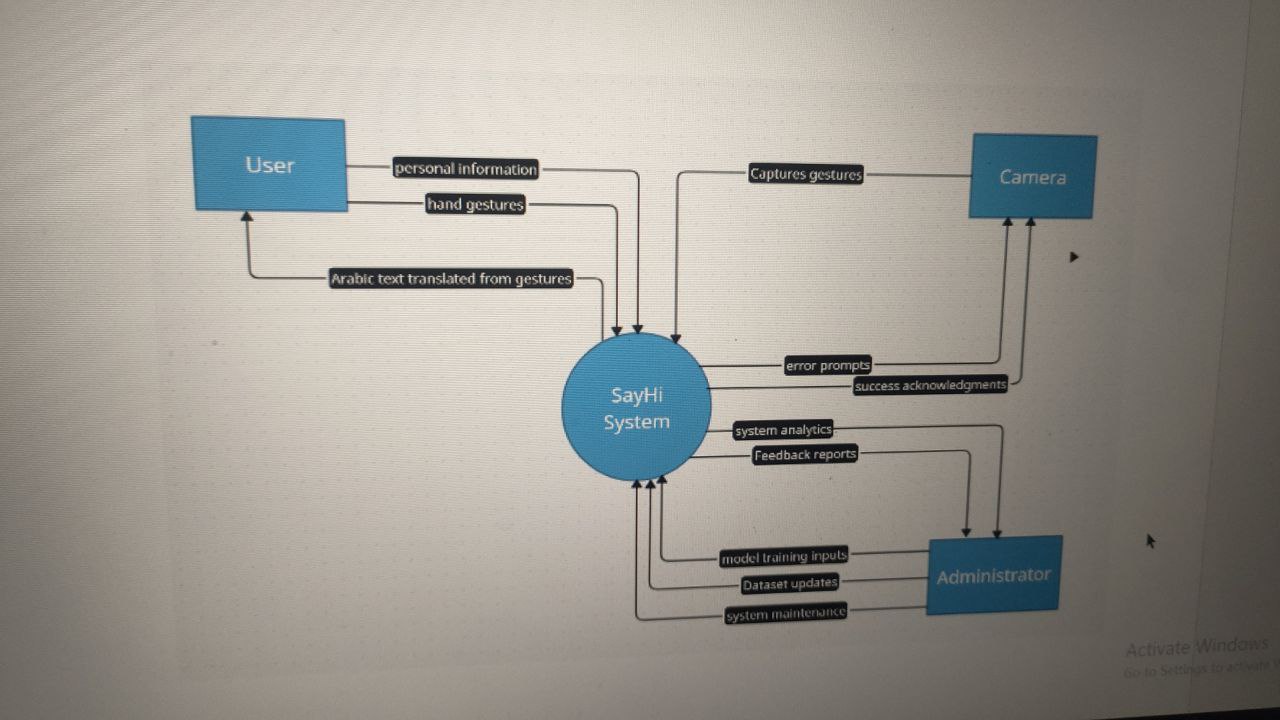 User
personal information
hand gestures
Arabic text translated from gestures
Captures gestures
Camera
SayHi
System
error prompts
success acknowledgments
system analytics
Feedback reports
model training inputs
Dataset updates
system maintenance
Administrator
Activate Windows
Go to Settings to activate